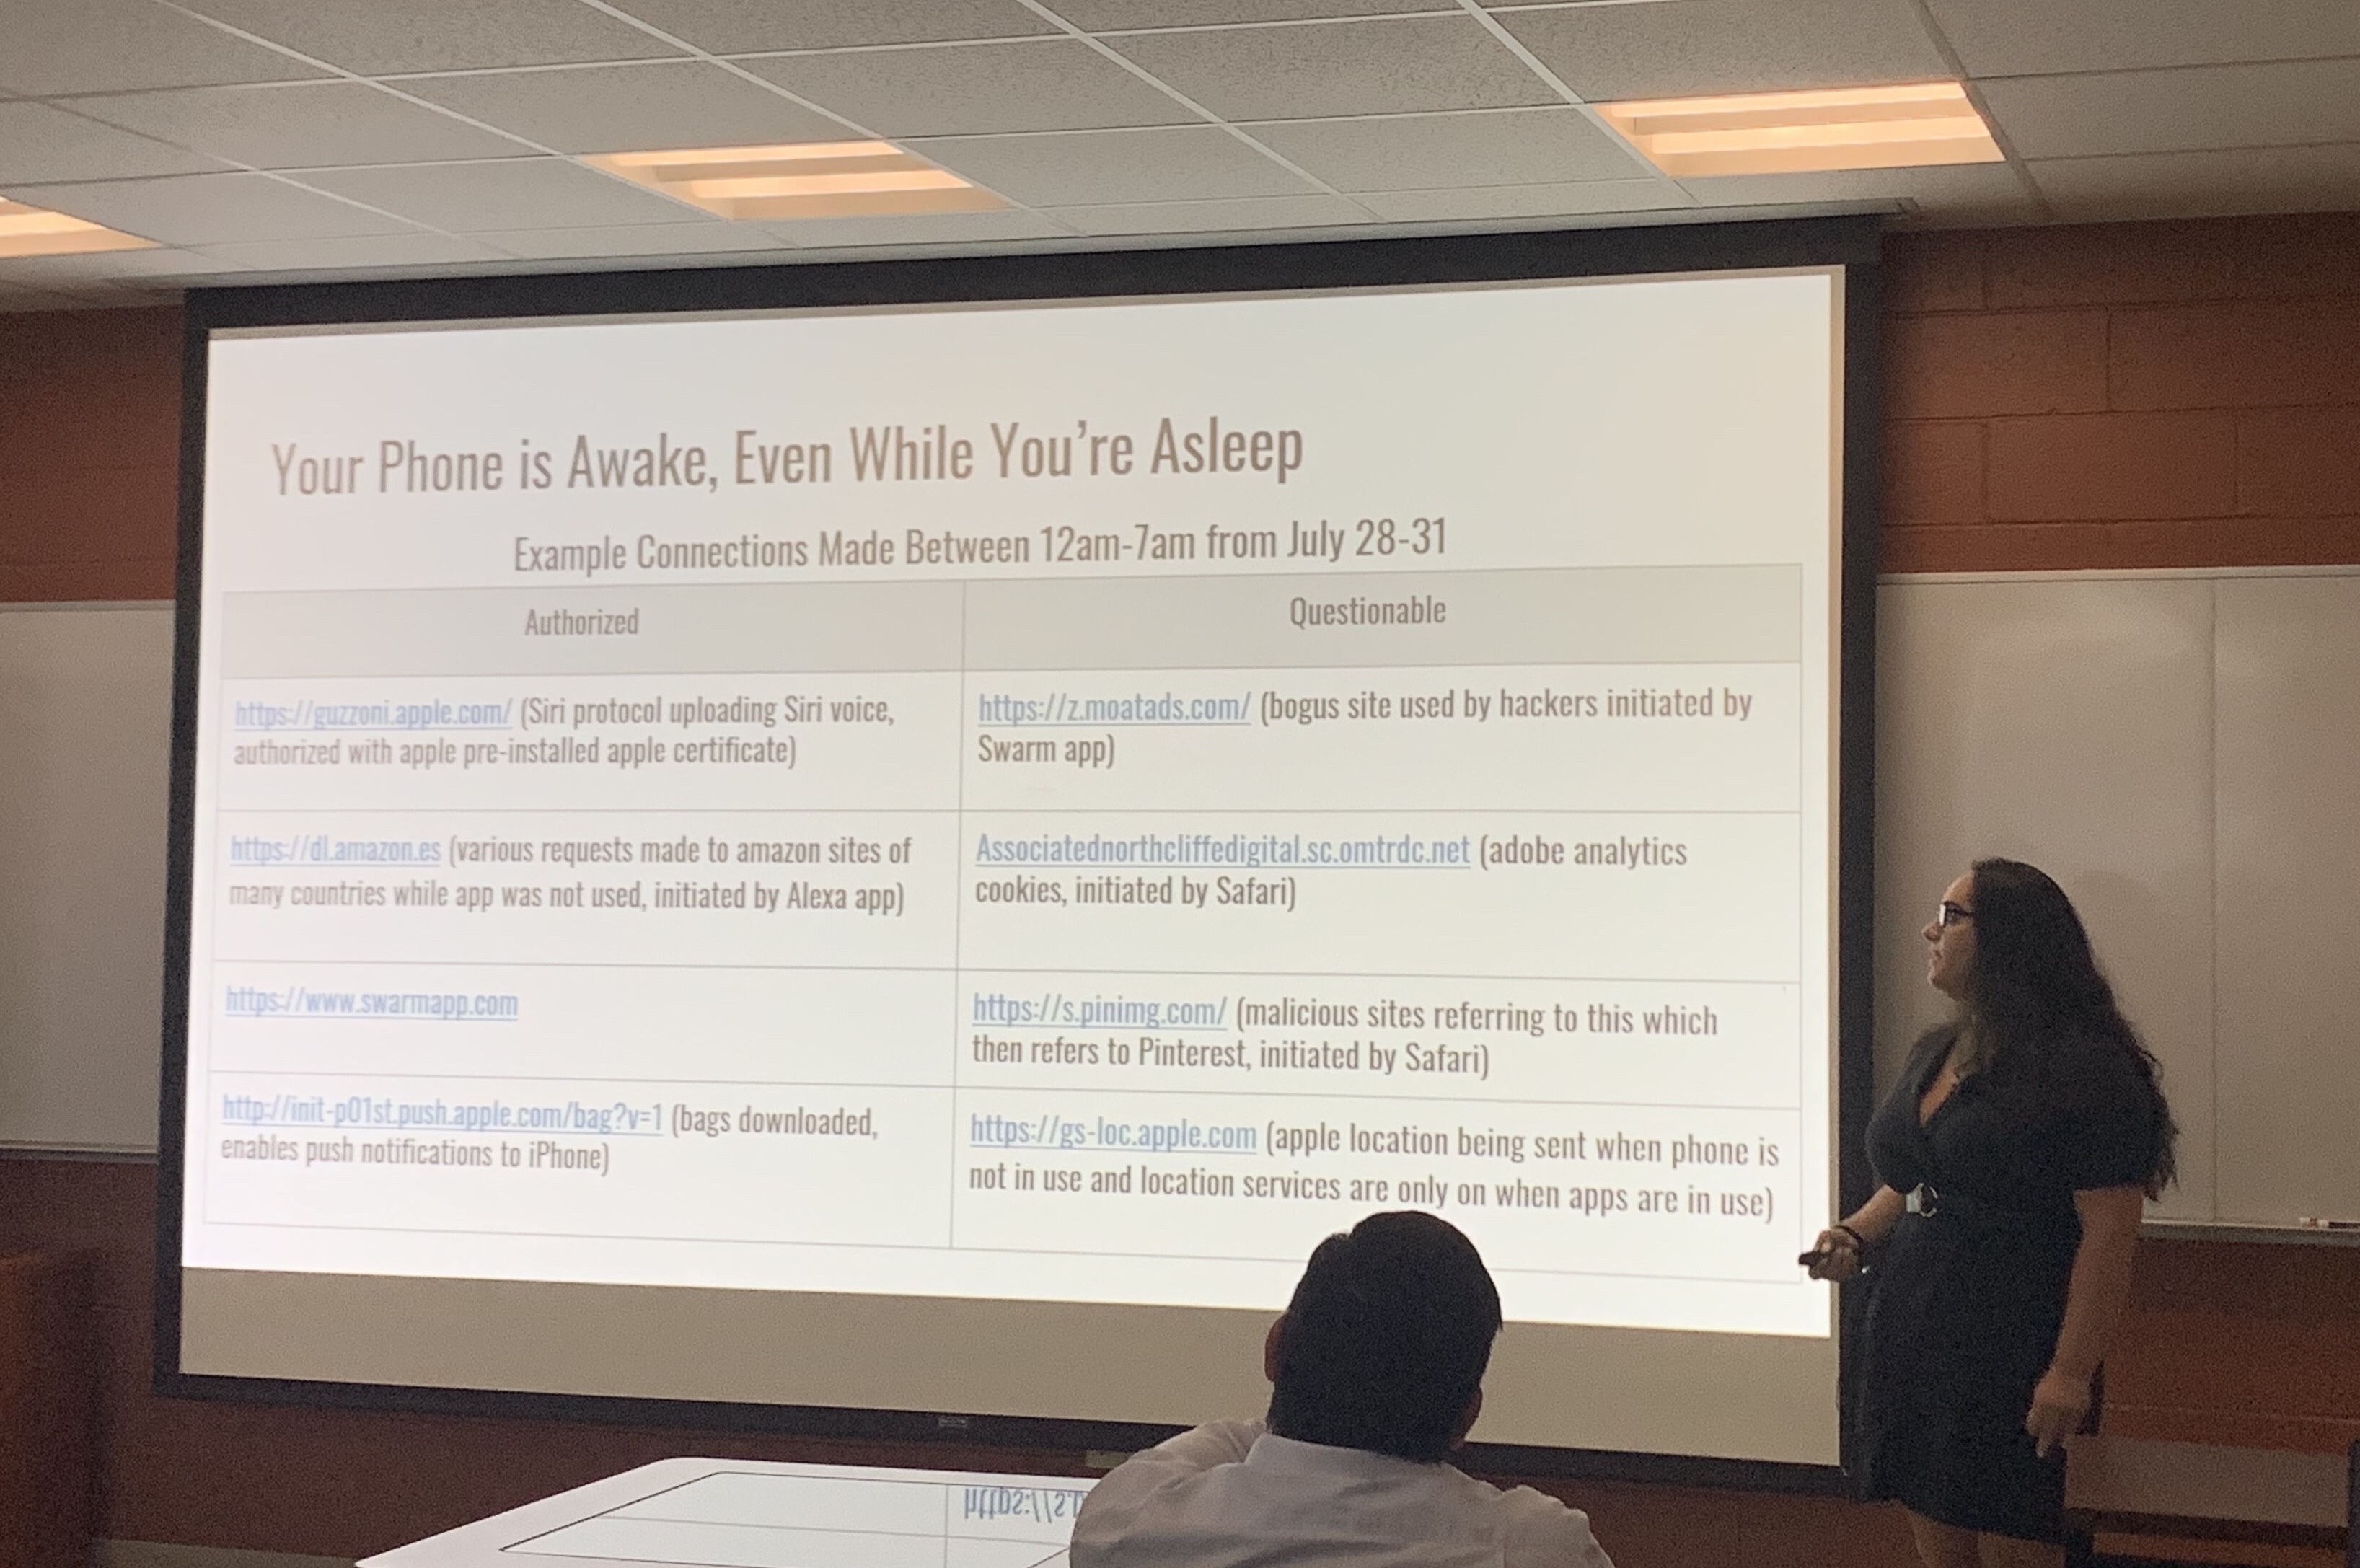 Your Phone is Awake, Even While You're Asleep
Example Connections Made Between 12am-7am from July 28-31
Authorized
Questionable
https://guzzoni.apple.com/ (Siri protocol uploading Siri voice,
authorized with apple pre-installed apple certificate)
https://z.moatads.com/ (bogus site used by hackers initiated by
Swarm app)
https://dl.amazon.es (various requests made to amazon sites of
many countries while app was not used, initiated by Alexa app)
Associatednorthcliffedigital.sc.omtrdc.net (adobe analytics
cookies, initiated by Safari)
https://www.swarmapp.com
https://s.pinimg.com/ (malicious sites referring to this which
then refers to Pinterest, initiated by Safari)
http://init-p01st.push.apple.com/bag?v=1 (bags downloaded,
enables push notifications to iPhone)
https://gs-loc.apple.com (apple location being sent when phone is
not in use and location services are only on when apps are in use)